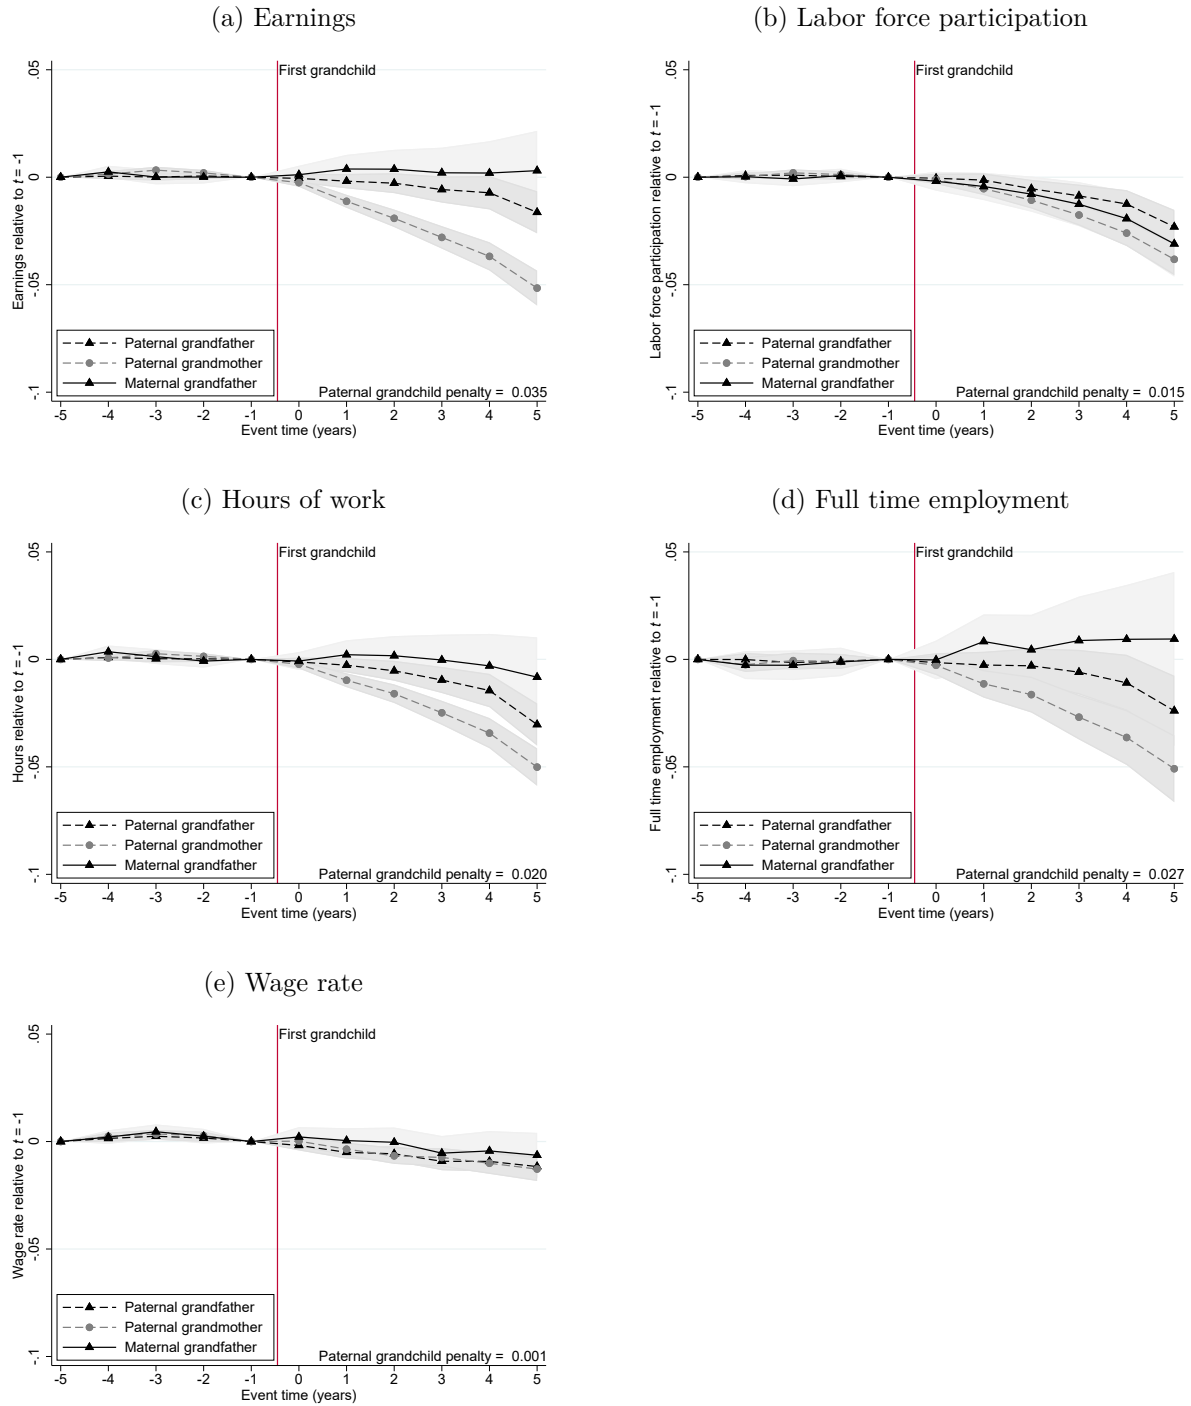 (a) Earnings
.05
0
-.05
-.1
Earnings relative to t = -1
First grandchild
Paternal grandfather
Paternal grandmother
Maternal grandfather
Paternal grandchild penalty = 0.035
-5 -4 -3 -2 -1 0 1 2 3 4 5
Event time (years)
(b) Labor force participation
.05
0
-.05
-.1
Labor force participation relative to t = -1
First grandchild
Paternal grandfather
Paternal grandmother
Maternal grandfather
Paternal grandchild penalty = 0.015
-5 -4 -3 -2 -1 0 1 2 3 4 5
Event time (years)
(c) Hours of work
.05
0
-.05
-.1
Hours relative to t = -1
First grandchild
Paternal grandfather
Paternal grandmother
Maternal grandfather
Paternal grandchild penalty = 0.020
-5 -4 -3 -2 -1 0 1 2 3 4 5
Event time (years)
(d) Full time employment
.05
0
-.05
-.1
Full time employment relative to t = -1
First grandchild
Paternal grandfather
Paternal grandmother
Maternal grandfather
Paternal grandchild penalty = 0.027
-5 -4 -3 -2 -1 0 1 2 3 4 5
Event time (years)
(e) Wage rate
.05
0
-.05
-.1
Wage rate relative to t = -1
First grandchild
Paternal grandfather
Paternal grandmother
Maternal grandfather
Paternal grandchild penalty = 0.001
-5 -4 -3 -2 -1 0 1 2 3 4 5
Event time (years)